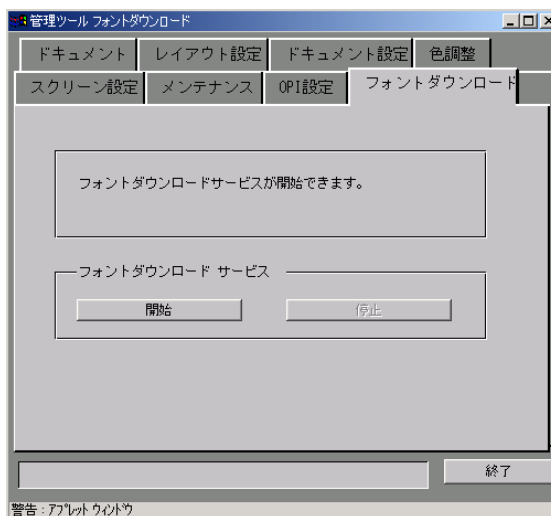 管理ツール フォントダウンロード
ドキュメント レイアウト設定 ドキュメント設定 色調整
スクリーン設定 メンテナンス OPI設定 フォントダウンロード
フォントダウンロードサービスが開始できます。
フォントダウンロード サービス
開始 停止
終了
警告 : アプレット ウィンドウ